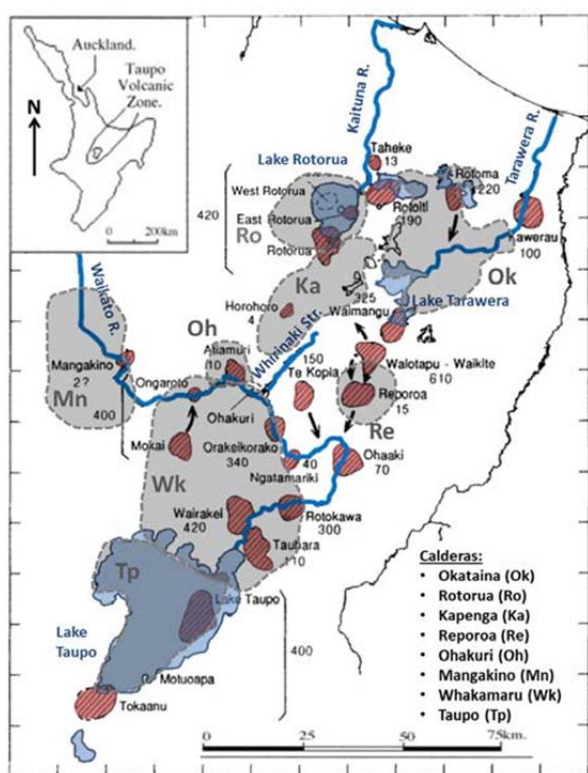 Auckland.
Taupo
Volcanic
Zone.
N
0 200km
Kaituna R.
Tarawera R.
Taheke
13
Lake Rotorua
West Rotorua
East Rotorua
Rotorua
Ro
420
Rotoiti
190
Rotoma
220
Kawerau
100
Ok
Lake Tarawera
Ka
325
Waimangu
Horohoro
4
Waikato R.
Oh
Atiamuri
10
Whirinaki Str.
150
Waiotapu - Waikite
610
Mangakino
2?
Mn
400
Ongaroto
Ohakuri
Te Kopia
Reporoa
15
Re
Mokai
Orakeikorako
340
40
Ngatamariki
Ohaaki
70
Wk
Wairakei
420
Rotokawa
300
Tauhara
110
Tp
Lake Taupo
Lake
Taupo
400
Motuoapa
Tokaanu
Calderas:
• Okataina (Ok)
• Rotorua (Ro)
• Kapenga (Ka)
• Reporoa (Re)
• Ohakuri (Oh)
• Mangakino (Mn)
• Whakamaru (Wk)
• Taupo (Tp)
0 25 50 75km.